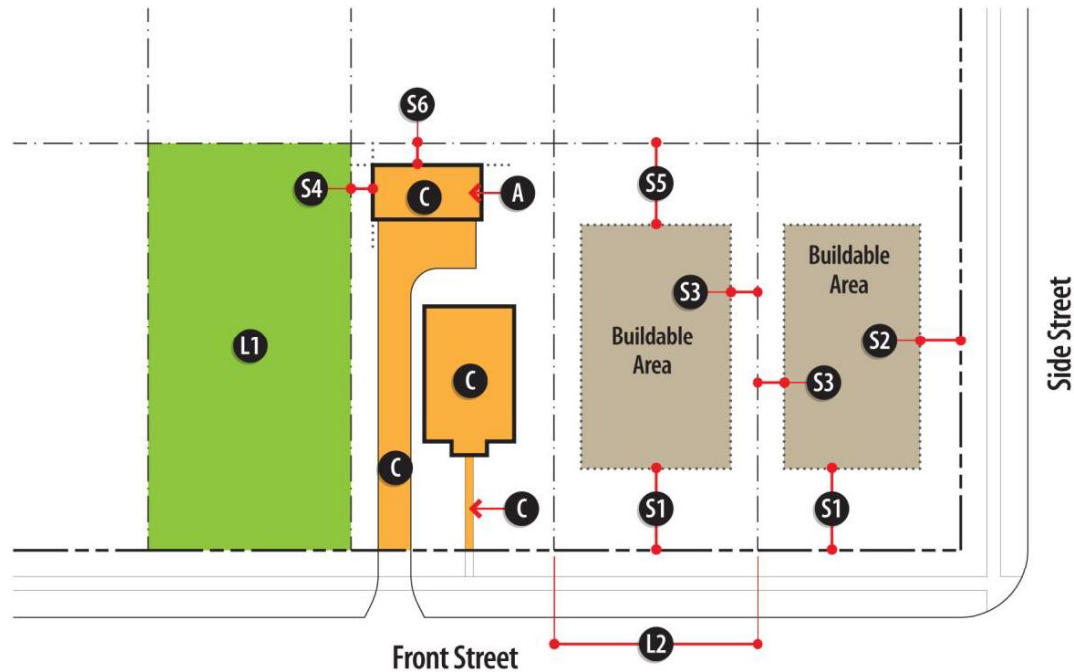 S6
S4
C
A
S5
Buildable
Area
S3
Buildable
Area
S2
L1
C
S3
C
C
S1
S1
L2
Front Street
Side Street